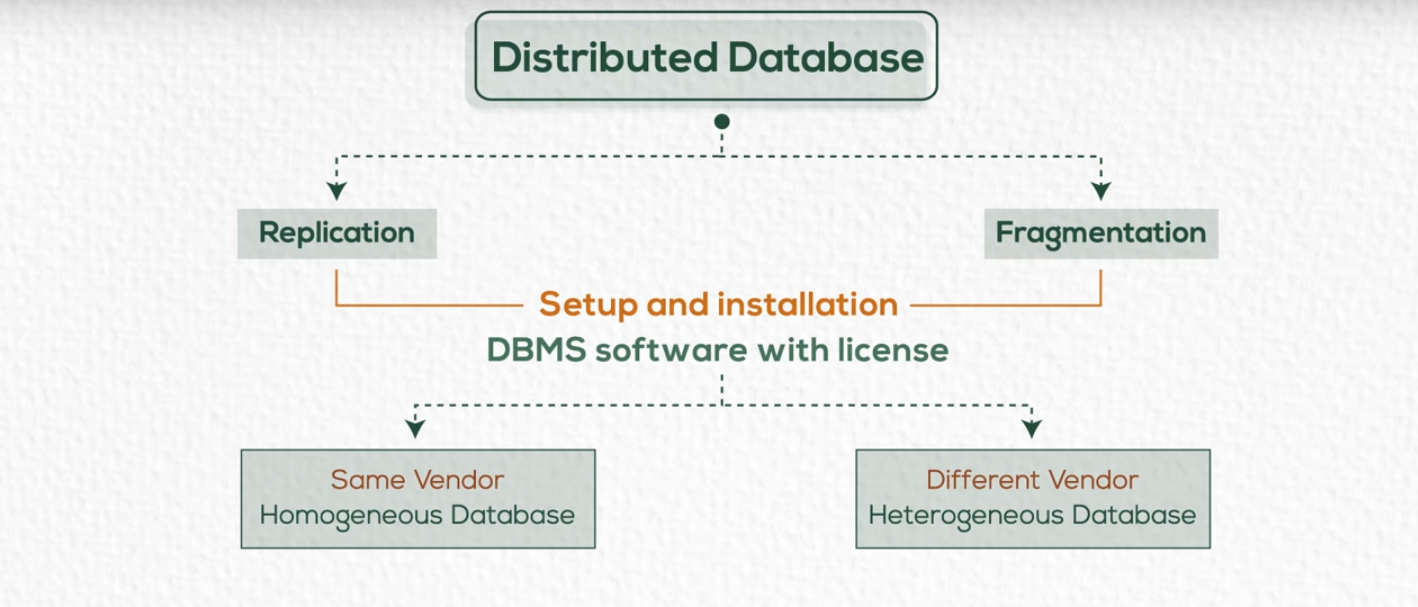 Distributed Database
Replication
Fragmentation
Setup and installation
DBMS software with license
Same Vendor
Homogeneous Database
Different Vendor
Heterogeneous Database